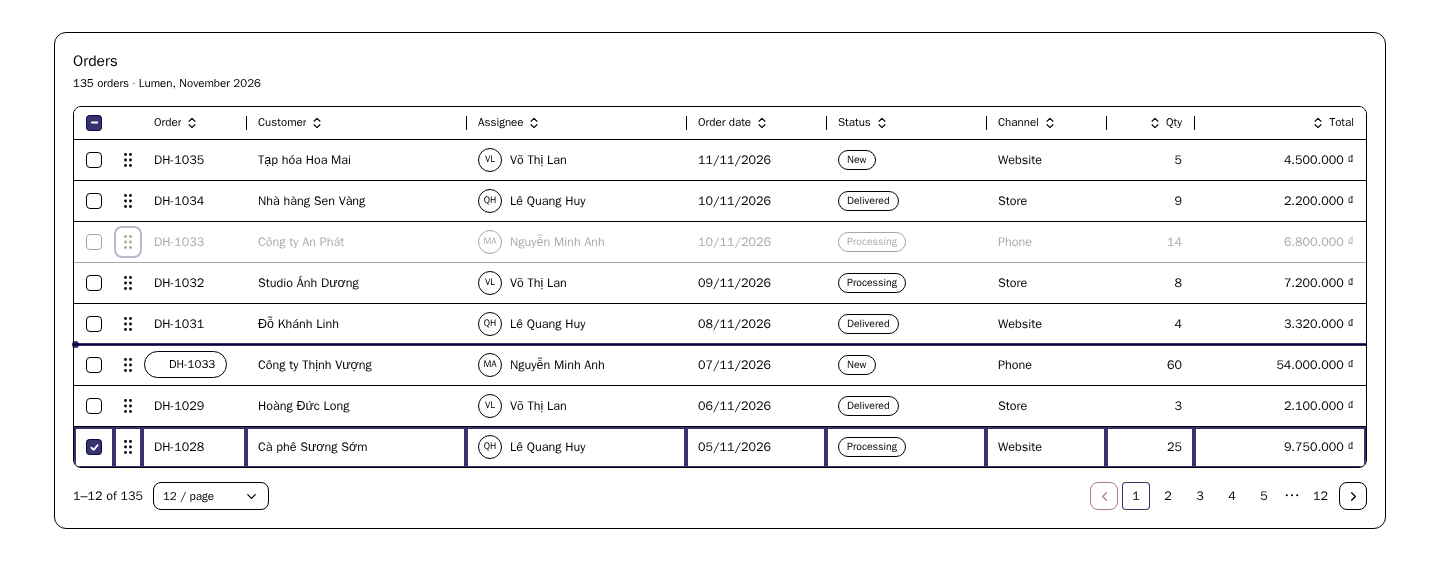 Orders
135 orders · Lumen, November 2026
Order Customer Assignee Order date Status Channel Qty Total
DH-1035 Tạp hóa Hoa Mai VL Võ Thị Lan 11/11/2026 New Website 5 4.500.000 ₫
DH-1034 Nhà hàng Sen Vàng QH Lê Quang Huy 10/11/2026 Delivered Store 9 2.200.000 ₫
DH-1033 Công ty An Phát MA Nguyễn Minh Anh 10/11/2026 Processing Phone 14 6.800.000 ₫
DH-1032 Studio Ánh Dương VL Võ Thị Lan 09/11/2026 Processing Store 8 7.200.000 ₫
DH-1031 Đỗ Khánh Linh QH Lê Quang Huy 08/11/2026 Delivered Website 4 3.320.000 ₫
DH-1033 Công ty Thịnh Vượng MA Nguyễn Minh Anh 07/11/2026 New Phone 60 54.000.000 ₫
DH-1029 Hoàng Đức Long VL Võ Thị Lan 06/11/2026 Delivered Store 3 2.100.000 ₫
DH-1028 Cà phê Sương Sớm QH Lê Quang Huy 05/11/2026 Processing Website 25 9.750.000 ₫
1–12 of 135 12 / page 1 2 3 4 5 ··· 12